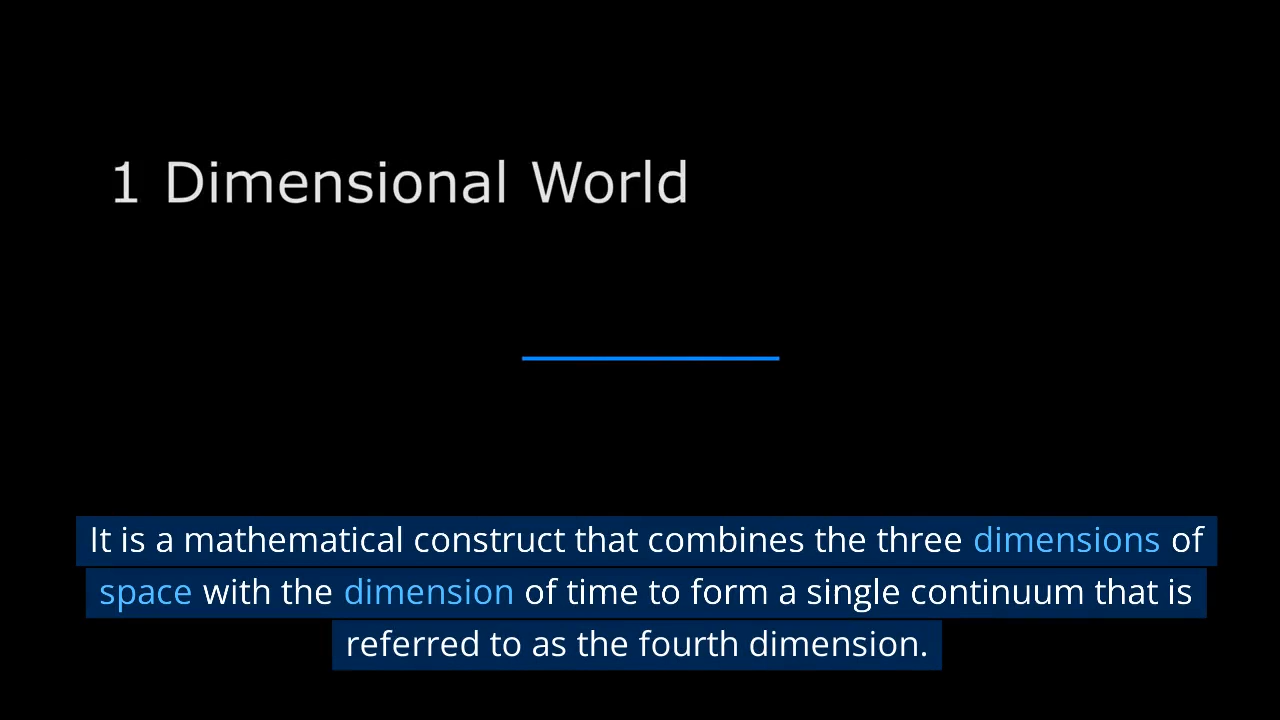 1 Dimensional World
It is a mathematical construct that combines the three dimensions of
space with the dimension of time to form a single continuum that is
referred to as the fourth dimension.